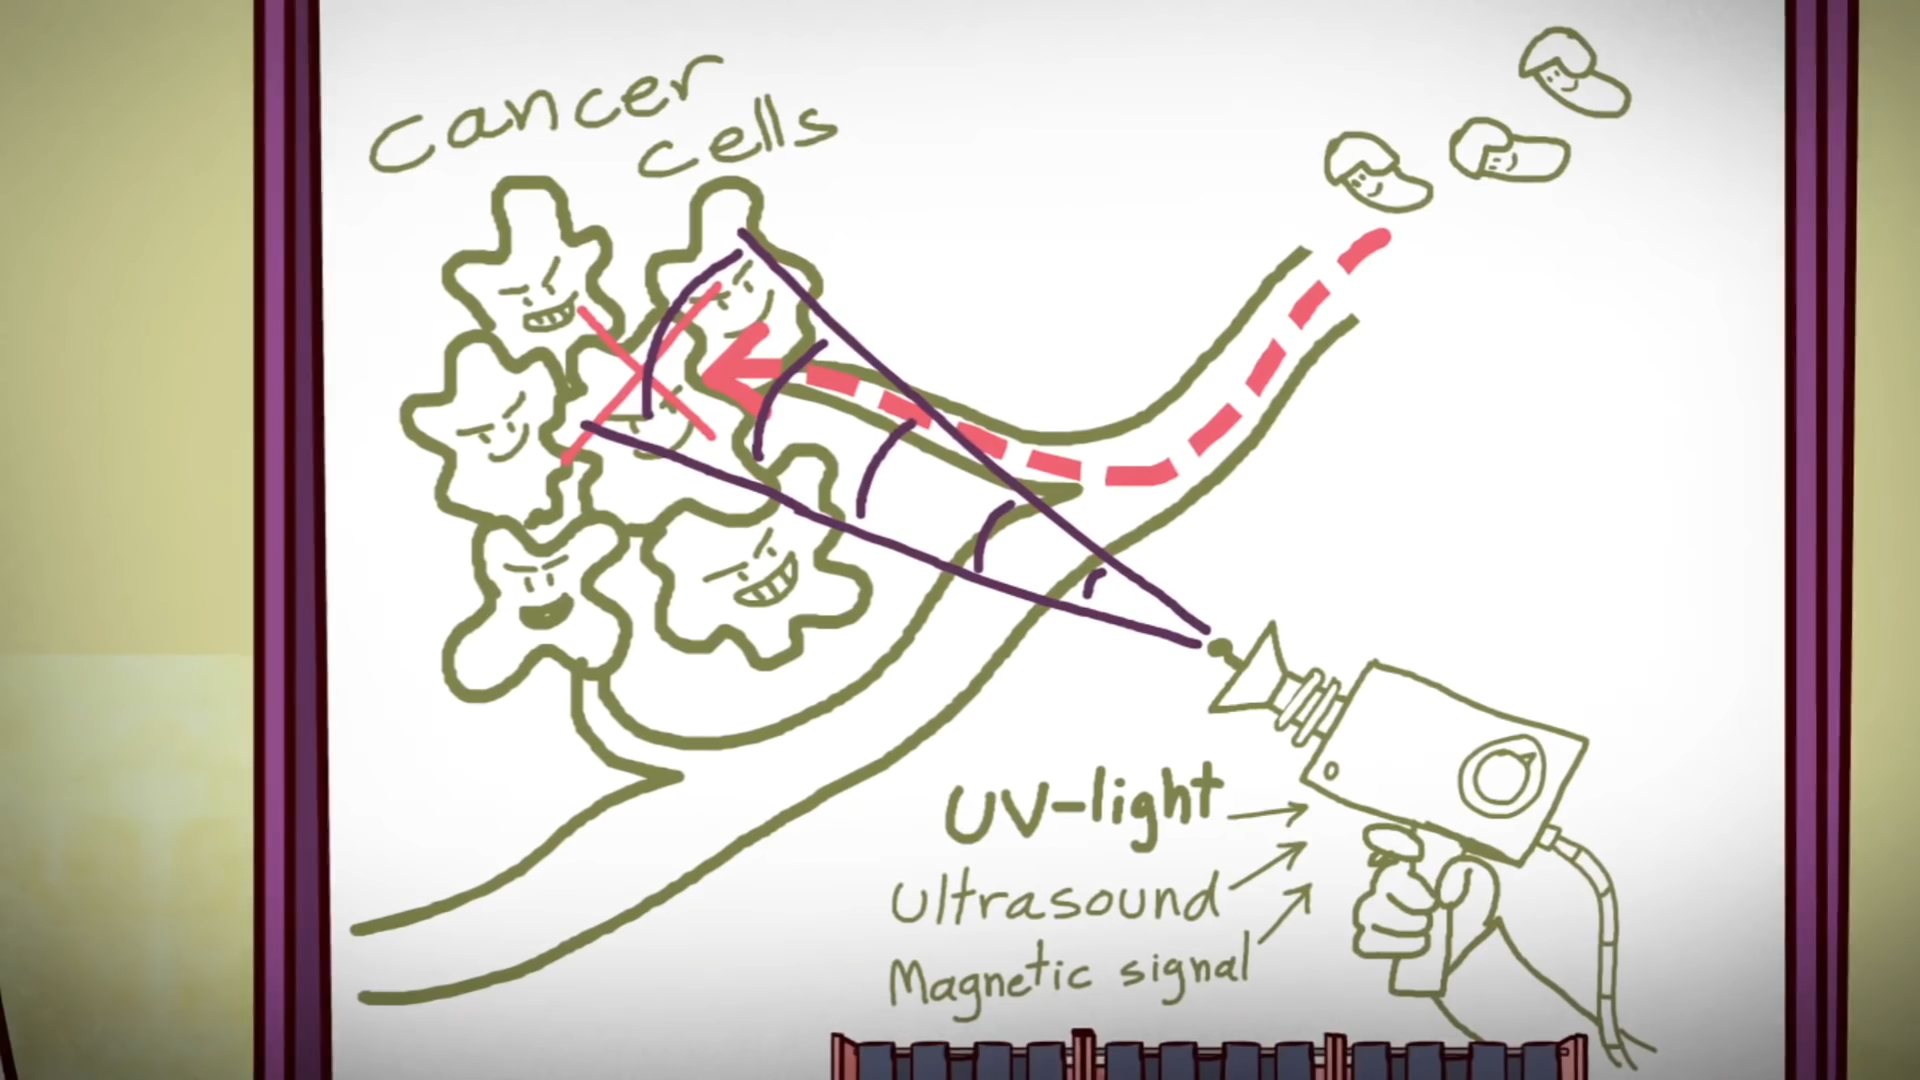 cancer
cells
UV-light
Ultrasound
Magnetic signal